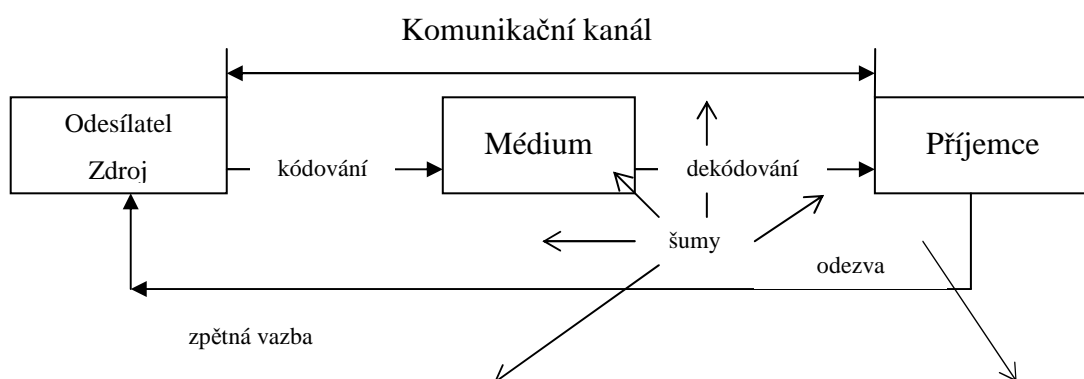 Komunikační kanál
Odesílatel
Zdroj
kódování
Médium
dekódování
Příjemce
šumy
odezva
zpětná vazba